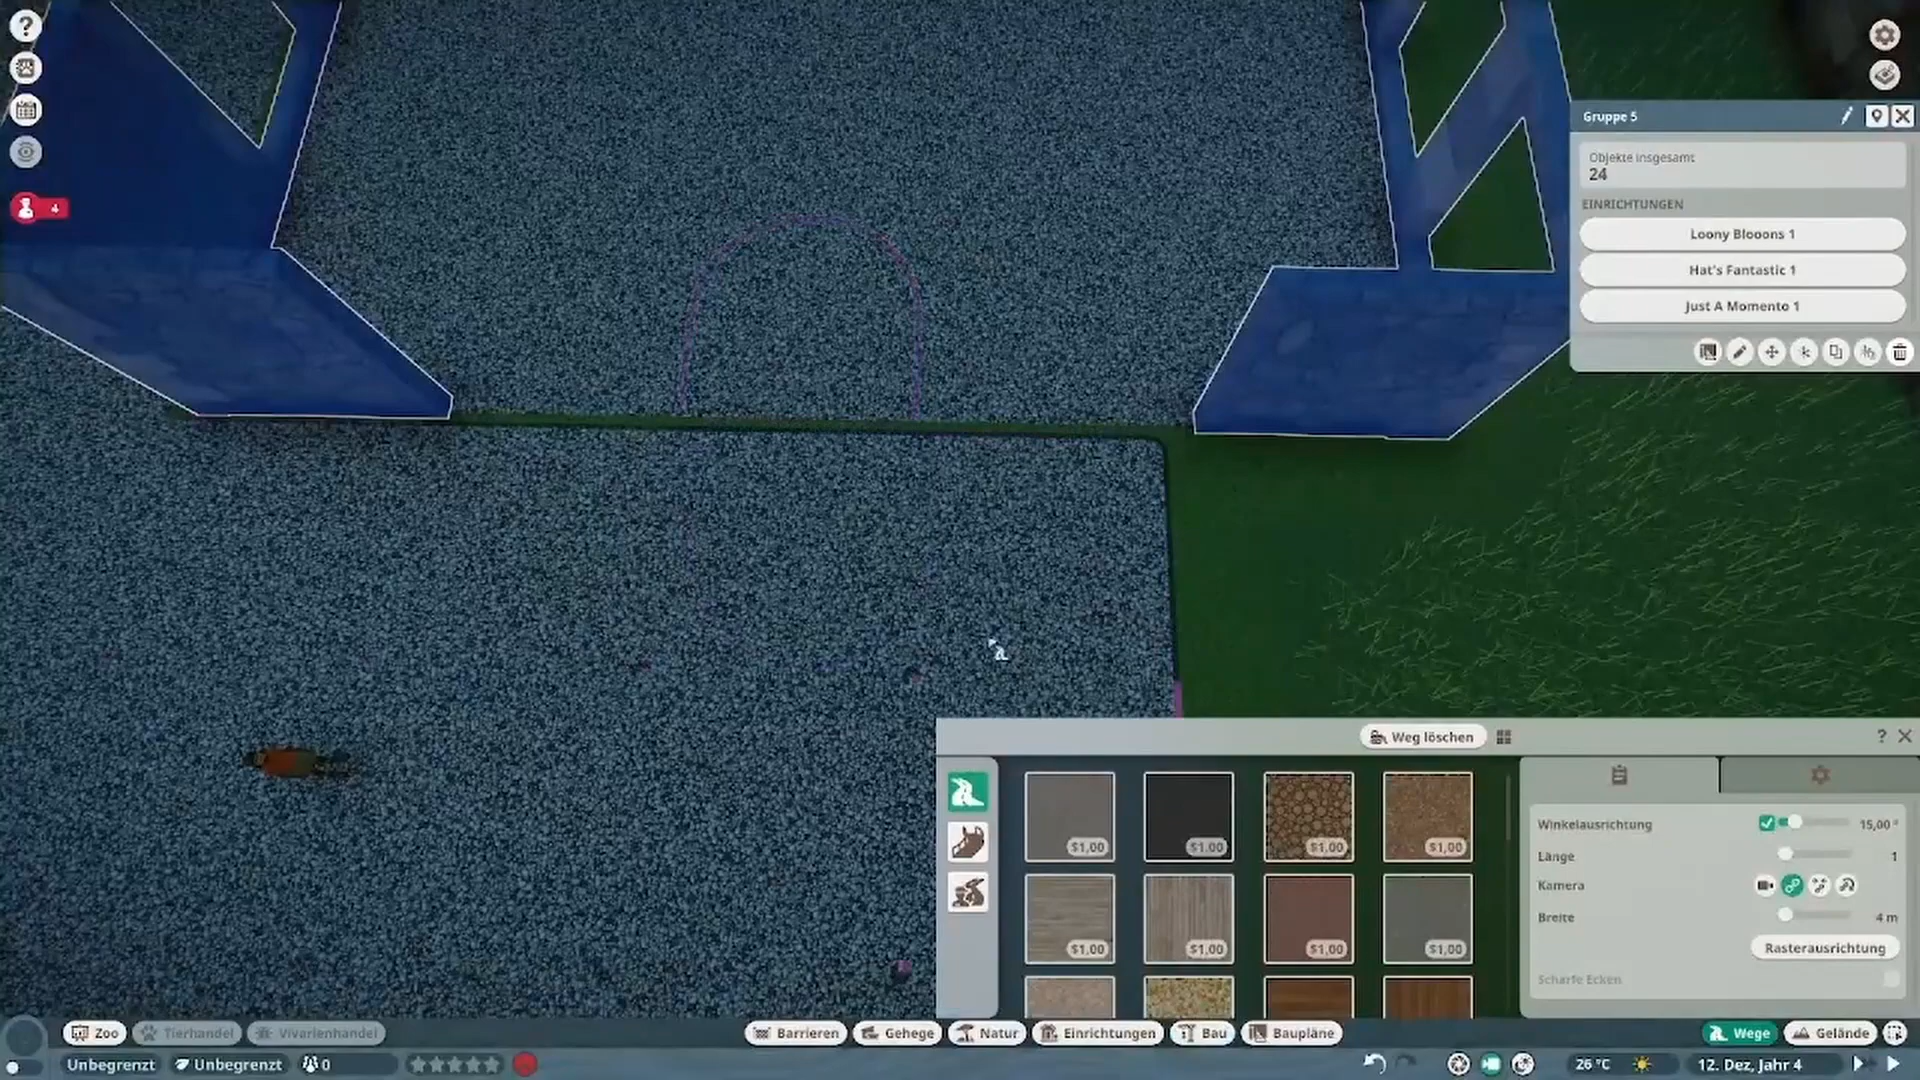 ?
4
Gruppe 5
Objekte insgesamt
24
EINRICHTUNGEN
Loony Blooons 1
Hat's Fantastic 1
Just A Momento 1
Weg löschen
?
$1,00
$1,00
$1,00
$1,00
$1,00
$1,00
$1,00
$1,00
Winkelausrichtung
15,00 °
Länge
1
Kamera
Breite
4 m
Rasterausrichtung
Scharfe Ecken
Zoo
Tierhandel
Vivarienhandel
Barrieren
Gehege
Natur
Einrichtungen
Bau
Baupläne
Wege
Gelände
Unbegrenzt
Unbegrenzt
0
26 °C
12. Dez, Jahr 4